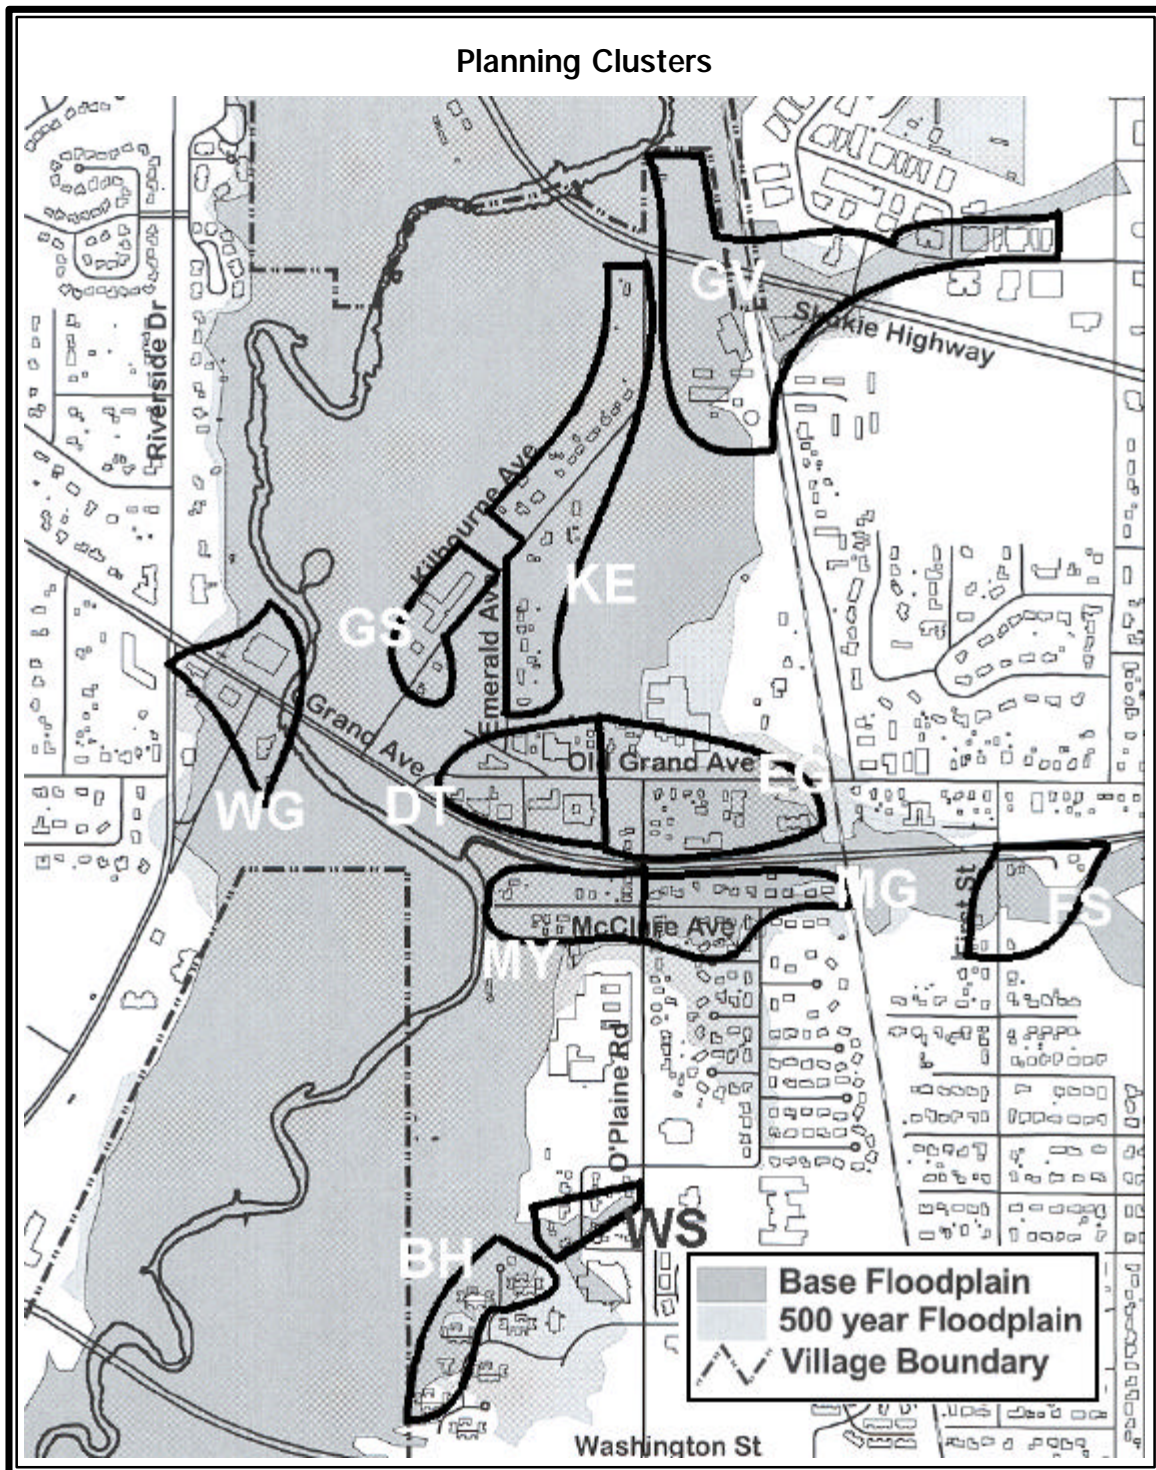 Planning Clusters
GV
Skokie Highway
Riverside Dr
Kilbourne Ave
KE
GS
Emerald Ave
Grand Ave
Old Grand Ave
EG
DT
WG
MG
First St
FS
McClure Ave
MY
O'Plaine Rd
WS
BH
Base Floodplain
500 year Floodplain
Village Boundary
Washington St